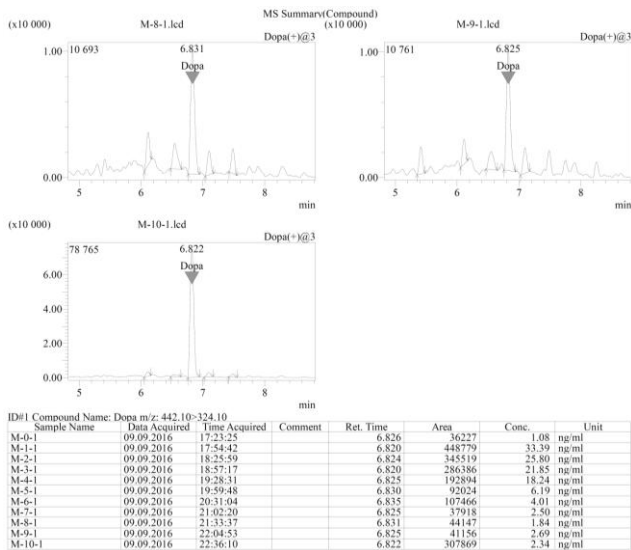 MS Summary(Compound)
(x10 000) M-8-1.lcd
Dopa(+)@3
1.00 10 693 6.831
Dopa
0.00
5 6 7 8
min
(x10 000) M-9-1.lcd
Dopa(+)@3
1.00 10 761 6.825
Dopa
0.00
5 6 7 8
min
(x10 000) M-10-1.lcd
Dopa(+)@3
78 765 6.822
Dopa
6.00
4.00
2.00
0.00
5 6 7 8
min
ID#1 Compound Name: Dopa m/z: 442.10>324.10
Sample Name Data Acquired Time Acquired Comment Ret. Time Area Conc. Unit
M-0-1 09.09.2016 17:23:25 6.826 36227 1.08 ng/ml
M-1-1 09.09.2016 17:54:42 6.820 448779 33.39 ng/ml
M-2-1 09.09.2016 18:25:59 6.824 345519 25.80 ng/ml
M-3-1 09.09.2016 18:57:17 6.820 286386 21.85 ng/ml
M-4-1 09.09.2016 19:28:31 6.825 192894 18.24 ng/ml
M-5-1 09.09.2016 19:59:48 6.830 92024 6.19 ng/ml
M-6-1 09.09.2016 20:31:04 6.835 107466 4.01 ng/ml
M-7-1 09.09.2016 21:02:20 6.825 37918 2.50 ng/ml
M-8-1 09.09.2016 21:33:37 6.831 44147 1.84 ng/ml
M-9-1 09.09.2016 22:04:53 6.825 41156 2.69 ng/ml
M-10-1 09.09.2016 22:36:10 6.822 307869 2.34 ng/ml